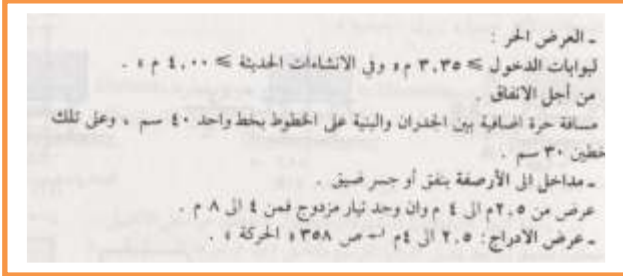 ـ العرض الحر :
لبوابات الدخول ⩾ ٣,٣٥ م، وفي الانشاءات الحديثة ⩾ ٤,٠٠ م، .
من أجل الانفاق .
مسافة حرة اضافية بين الجدران والبنية على الخطوط بخط واحد ٤٠ سم ، وعلى تلك
خطين ٣٠ سم .
ـ مداخل الى الأرصفة بنفق أو جسر ضيق .
عرض من ٢,٥م الى ٤ م وان وجد تيار مزدوج فمن ٤ الى ٨ م .
ـ عرض الادراج : ٢,٥ الى ٤م ص ٣٥٨ ، الحركة ، .